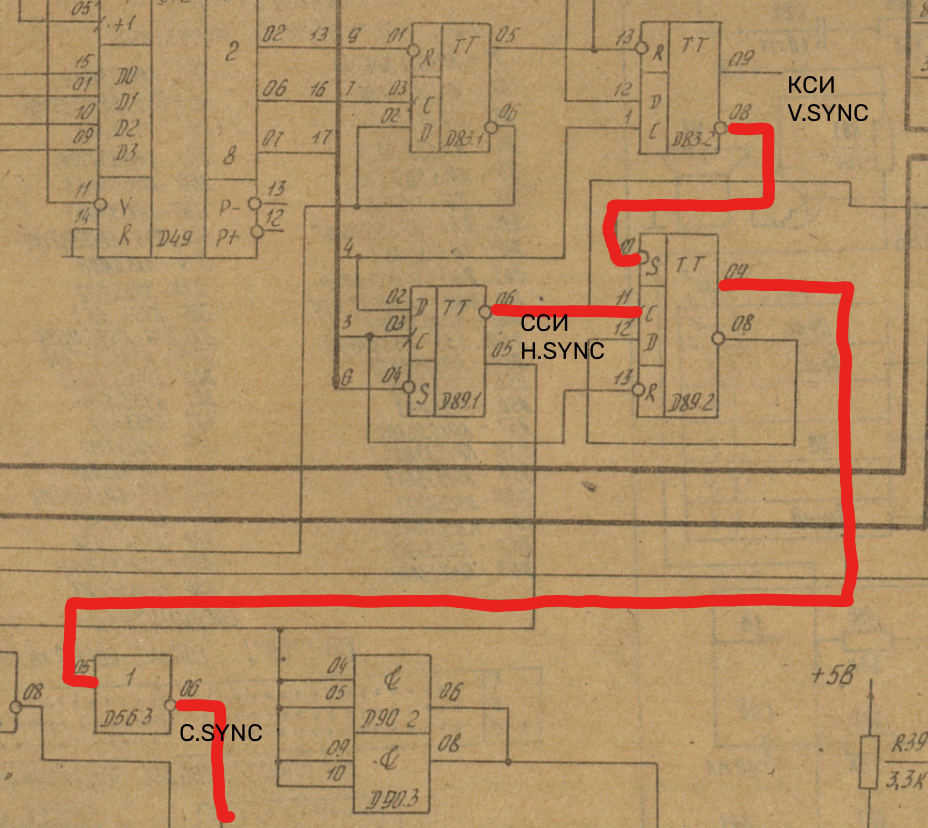 05
+1
2
15
D0
01
D1
10
D2
09
D3
8
11
V
14
R
D49
P-
13
P+
12
02 13 9
06 16 7
07 17
01
R
TT
05
03
C
02
D
06
D83.1
13
R
TT
09
12
D
1
C
08
D83.2
КСИ
V.SYNC
4
02
D
TT
06
3
03
C
05
6
04
S
D89.1
ССИ
H.SYNC
10
S
TT
09
11
C
12
D
08
13
R
D89.2
08
05
1
06
D56.3
C.SYNC
04
&
05
06
D90.2
09
&
08
10
D90.3
+5В
R39
3,3К